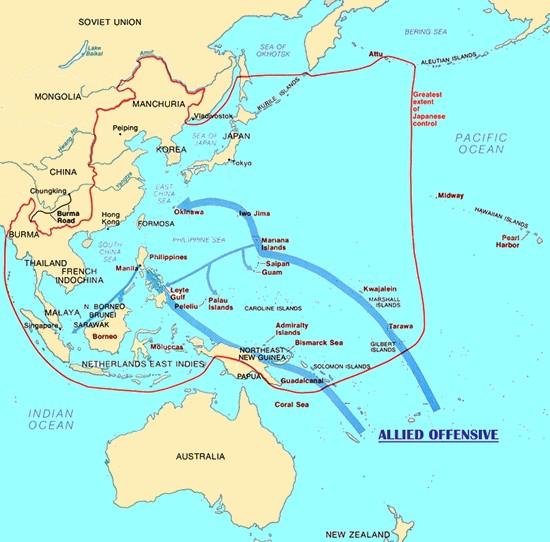 SOVIET UNION
SEA OF
OKHOTSK
BERING SEA
Lake
Baikal
Amur
Attu
ALEUTIAN ISLANDS
MONGOLIA
MANCHURIA
KURILE ISLANDS
Greatest
extent
of
Japanese
control
Vladivostok
Peiping
SEA OF
JAPAN
JAPAN
KOREA
Tokyo
PACIFIC
OCEAN
Hwang Ho
CHINA
Chungking
Yangtze
EAST
CHINA
SEA
Midway
Burma
Road
Hong
Kong
Okinawa
Iwo Jima
HAWAIIAN ISLANDS
Pearl
Harbor
BURMA
FORMOSA
THAILAND
SOUTH
CHINA
SEA
PHILIPPINE SEA
Mariana
Islands
Philippines
Saipan
Guam
FRENCH
INDOCHINA
Manila
Leyte
Gulf
Peleliu
Palau
Islands
Kwajalein
MARSHALL
ISLANDS
MALAYA
N. BORNEO
BRUNEI
SARAWAK
CAROLINE ISLANDS
Singapore
Borneo
Moluccas
Admiralty
Islands
Tarawa
Bismarck Sea
GILBERT
ISLANDS
NORTHEAST
NEW GUINEA
NETHERLANDS EAST INDIES
SOLOMON ISLANDS
PAPUA
Guadalcanal
Coral Sea
INDIAN
OCEAN
ALLIED OFFENSIVE
AUSTRALIA
NEW ZEALAND